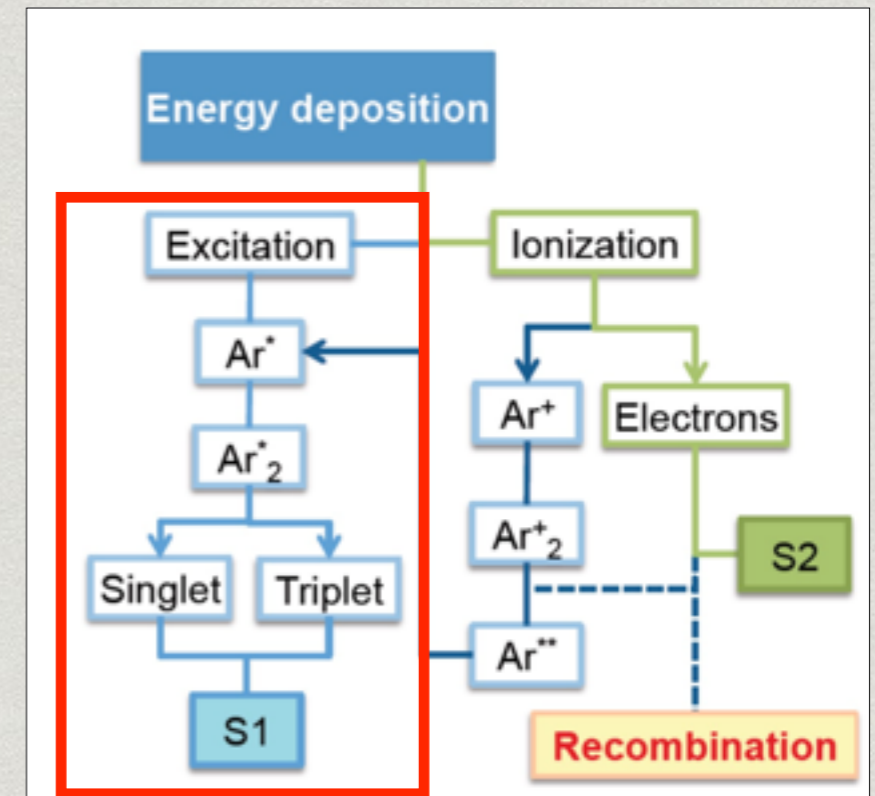 Energy deposition
Excitation
Ionization
Ar*
Ar⁺
Electrons
Ar*₂
Ar⁺₂
S2
Singlet
Triplet
Ar**
S1
Recombination